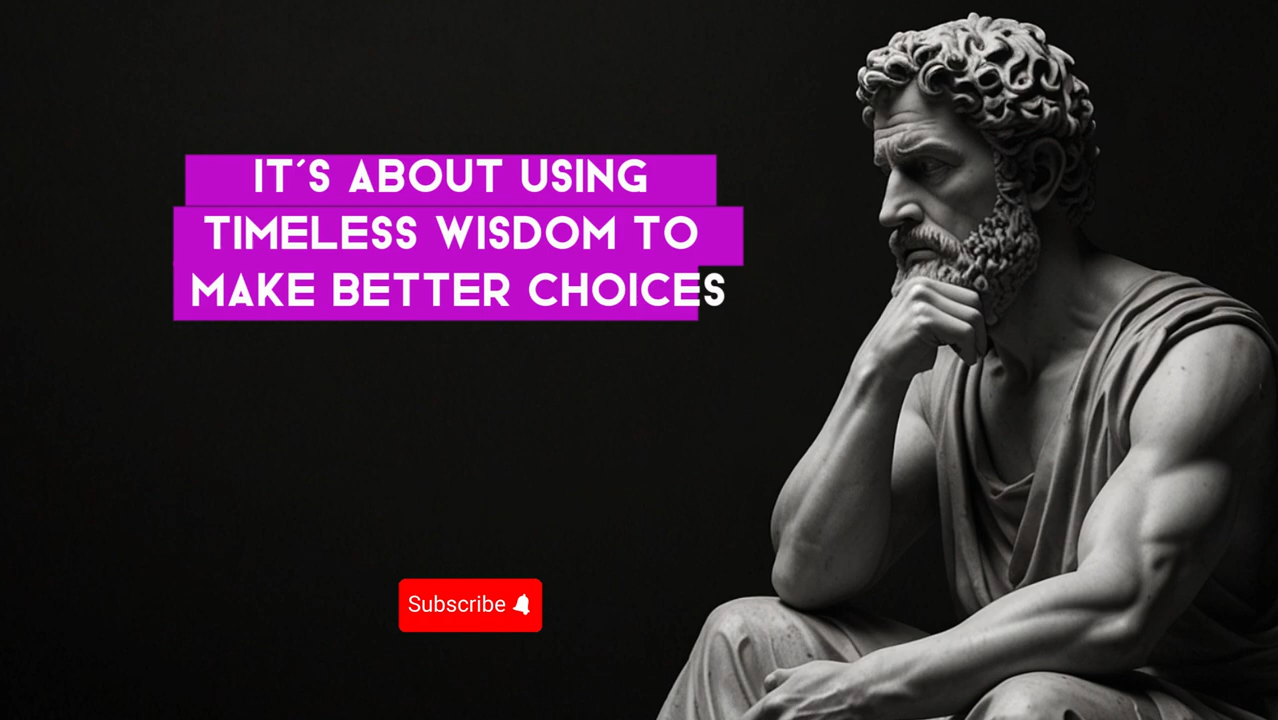 IT´S ABOUT USING
TIMELESS WISDOM TO
MAKE BETTER CHOICES
Subscribe